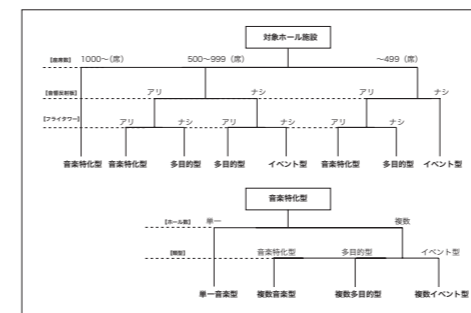 対象ホール施設
【座席数】 1000〜(席) 500〜999（席） 〜499（席）
【音響反射板】 アリ ナシ アリ ナシ
【フライタワー】 アリ ナシ アリ ナシ アリ ナシ
音楽特化型 音楽特化型 多目的型 多目的型 イベント型 音楽特化型 多目的型 イベント型
音楽特化型
【ホール数】 単一 複数
【類型】 音楽特化型 多目的型 イベント型
単一音楽型 複数音楽型 複数多目的型 複数イベント型